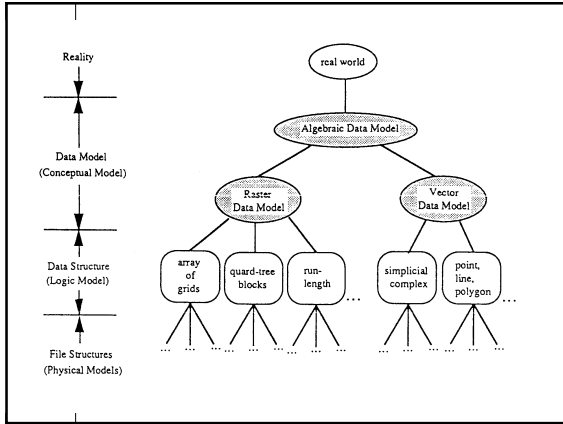 Reality
real world
Algebraic Data Model
Data Model
(Conceptual Model)
Raster
Data Model
Vector
Data Model
Data Structure
(Logic Model)
array
of
grids
quard-tree
blocks
run-
length
...
simplicial
complex
point,
line,
polygon
...
... ... ... ... ... ... ... ...
File Structures
(Physical Models)